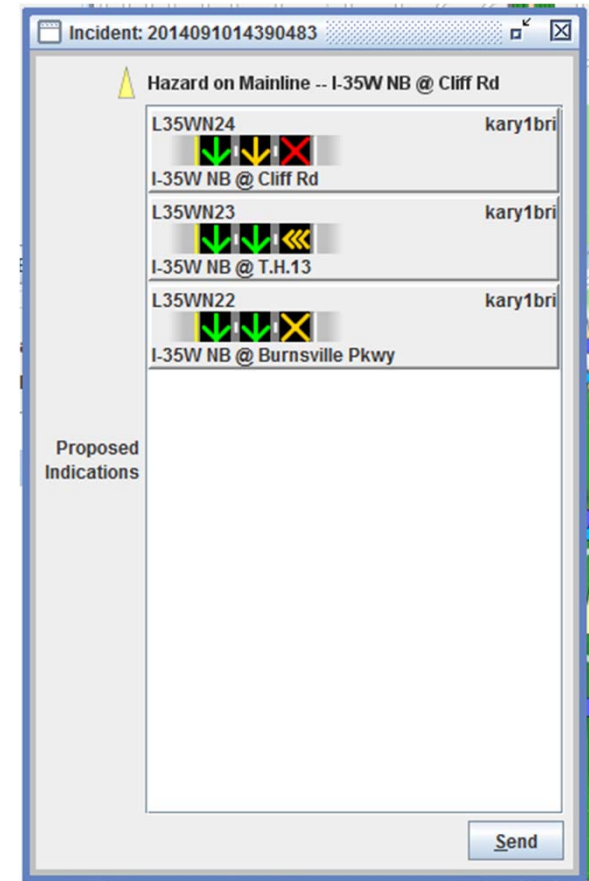 Incident: 2014091014390483
Hazard on Mainline -- I-35W NB @ Cliff Rd
L35WN24 kary1bri
I-35W NB @ Cliff Rd
L35WN23 kary1bri
I-35W NB @ T.H.13
L35WN22 kary1bri
I-35W NB @ Burnsville Pkwy
Proposed
Indications
Send